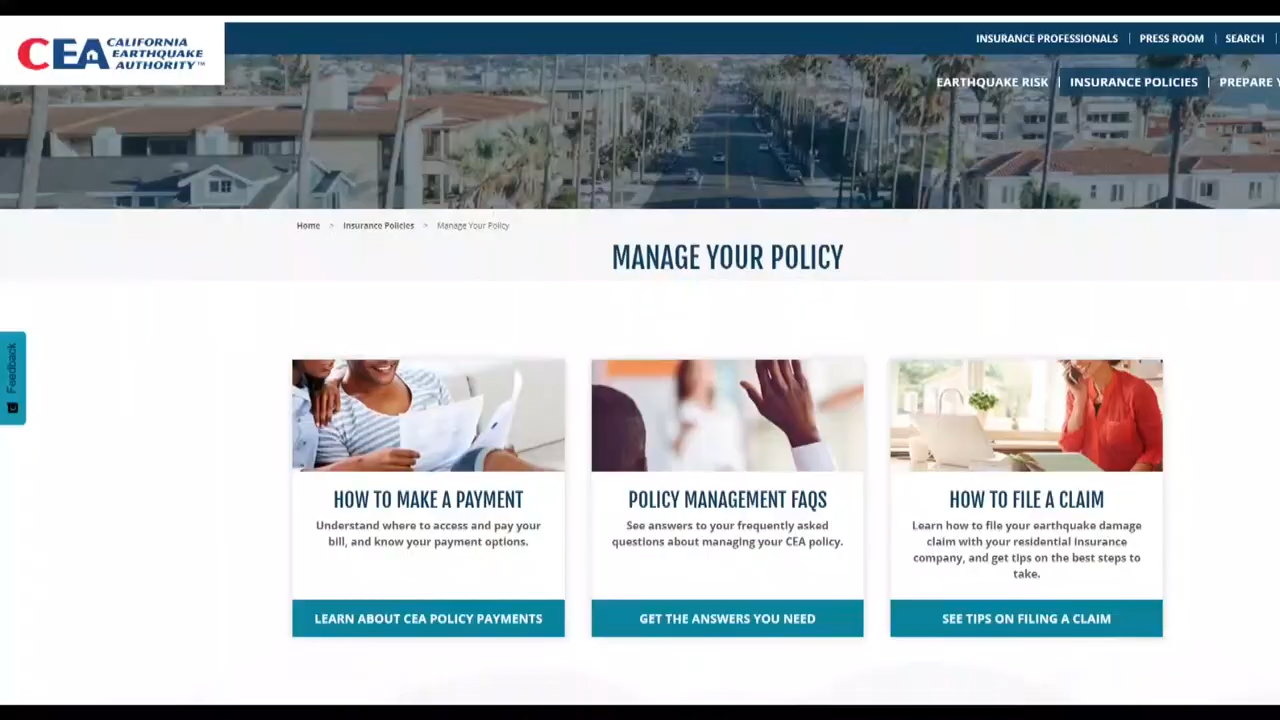 CEA CALIFORNIA
EARTHQUAKE
AUTHORITY™
INSURANCE PROFESSIONALS | PRESS ROOM | SEARCH |
EARTHQUAKE RISK | INSURANCE POLICIES | PREPARE Y
Home > Insurance Policies > Manage Your Policy
MANAGE YOUR POLICY
Feedback
HOW TO MAKE A PAYMENT
Understand where to access and pay your
bill, and know your payment options.
LEARN ABOUT CEA POLICY PAYMENTS
POLICY MANAGEMENT FAQS
See answers to your frequently asked
questions about managing your CEA policy.
GET THE ANSWERS YOU NEED
HOW TO FILE A CLAIM
Learn how to file your earthquake damage
claim with your residential insurance
company, and get tips on the best steps to
take.
SEE TIPS ON FILING A CLAIM